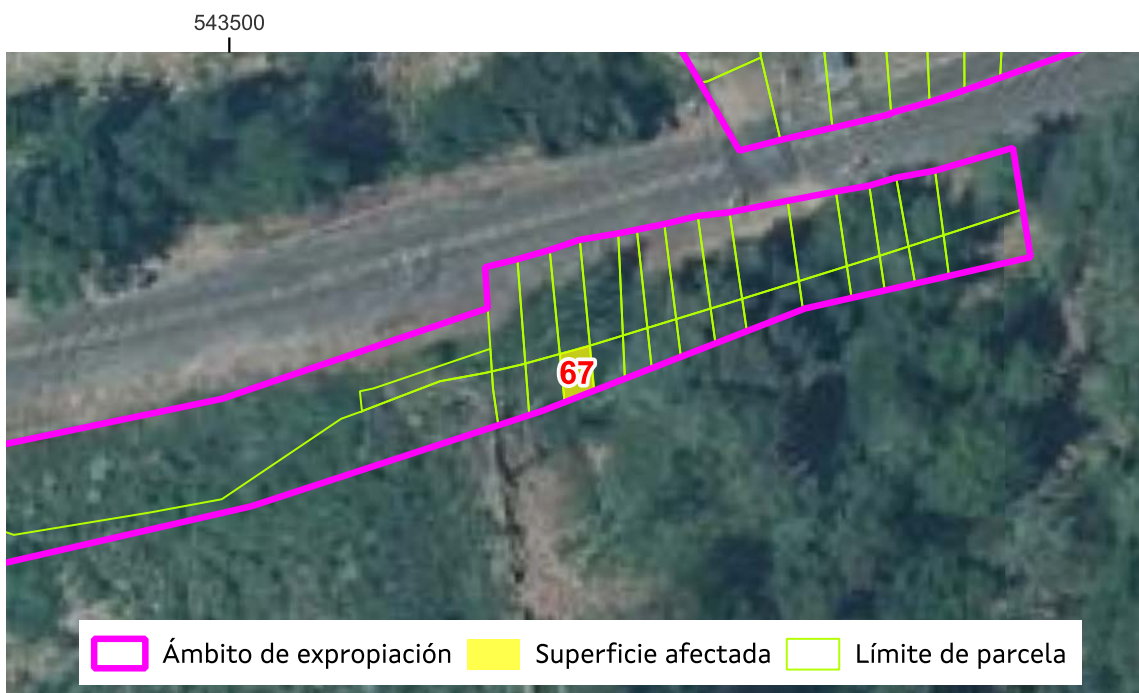 543500
67
Ámbito de expropiación
Superficie afectada
Límite de parcela